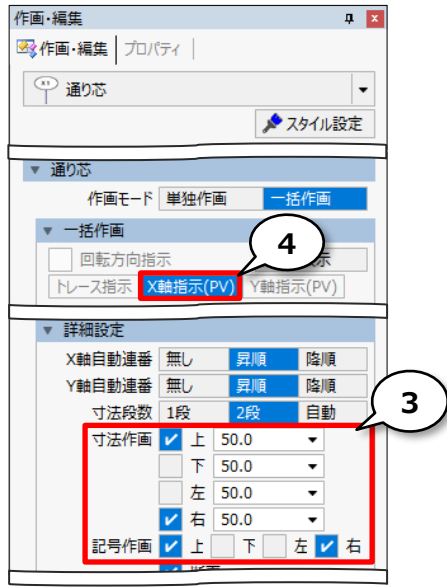 作画・編集
作画・編集 プロパティ
X1 通り芯
スタイル設定
通り芯
作画モード 単独作画 一括作画
一括作画
4
回転方向指示 示
トレース指示 X軸指示(PV) Y軸指示(PV)
詳細設定
X軸自動連番 無し 昇順 降順
Y軸自動連番 無し 昇順 降順
寸法段数 1段 2段 自動
3
寸法作画 上 50.0
下 50.0
左 50.0
右 50.0
記号作画 上 下 左 右